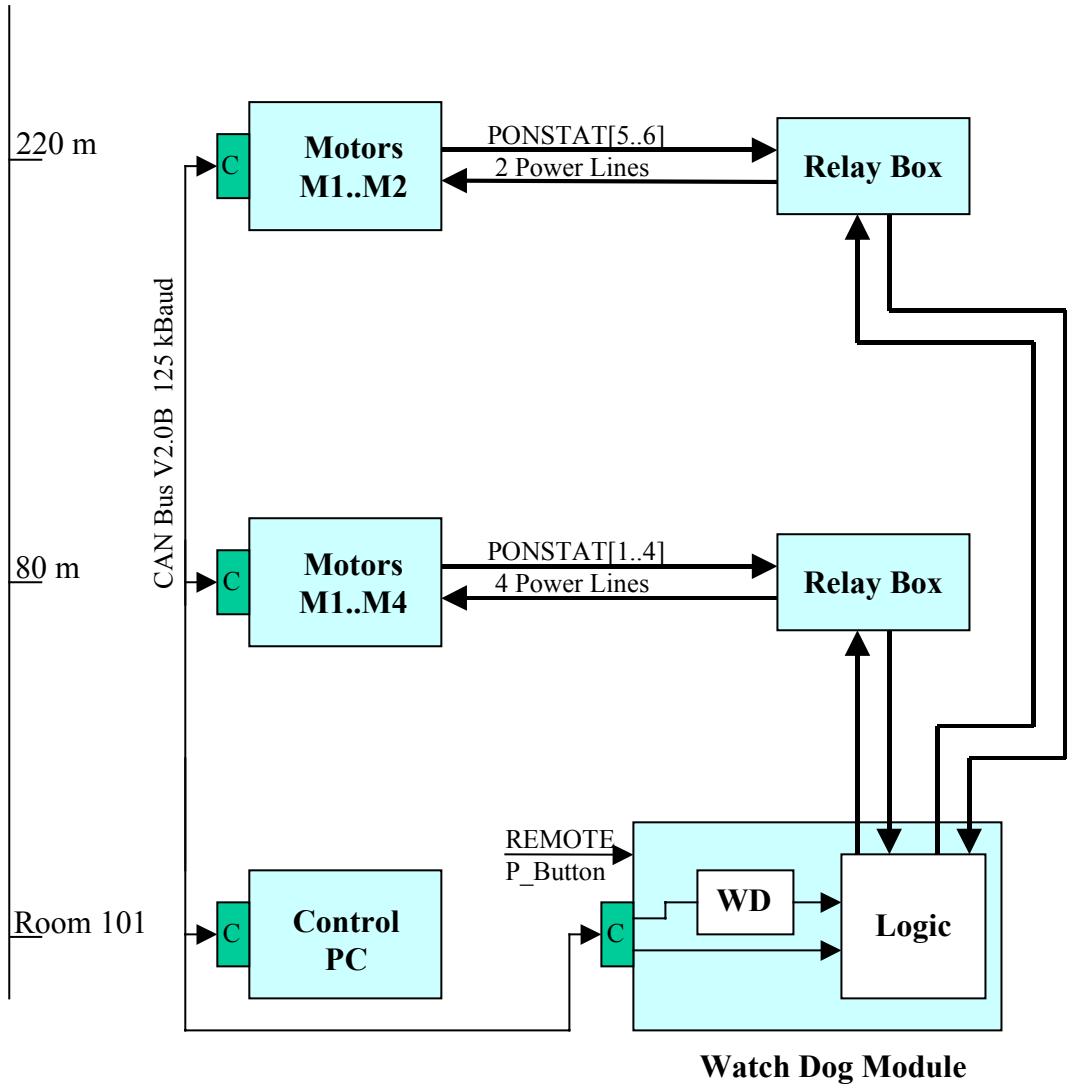 220 m
C
Motors
M1..M2
PONSTAT[5..6]
2 Power Lines
Relay Box
CAN Bus V2.0B 125 kBaud
80 m
C
Motors
M1..M4
PONSTAT[1..4]
4 Power Lines
Relay Box
Room 101
C
Control
PC
REMOTE
P_Button
C
WD
Logic
Watch Dog Module